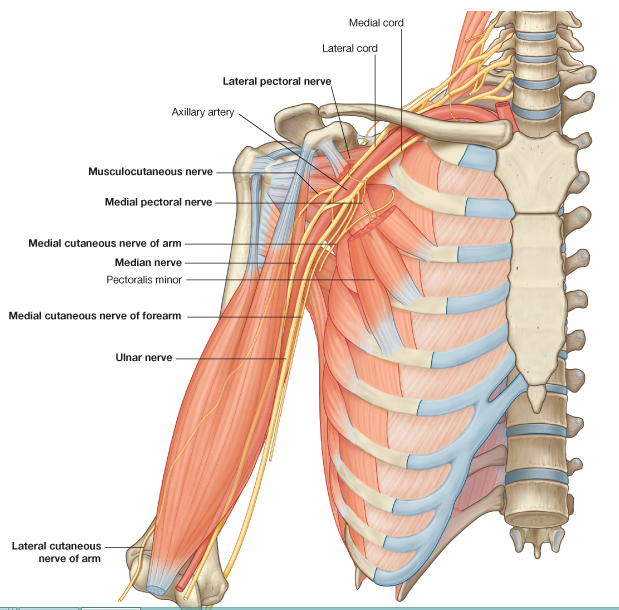 Medial cord
Lateral cord
Lateral pectoral nerve
Axillary artery
Musculocutaneous nerve
Medial pectoral nerve
Medial cutaneous nerve of arm
Median nerve
Pectoralis minor
Medial cutaneous nerve of forearm
Ulnar nerve
Lateral cutaneous
nerve of arm